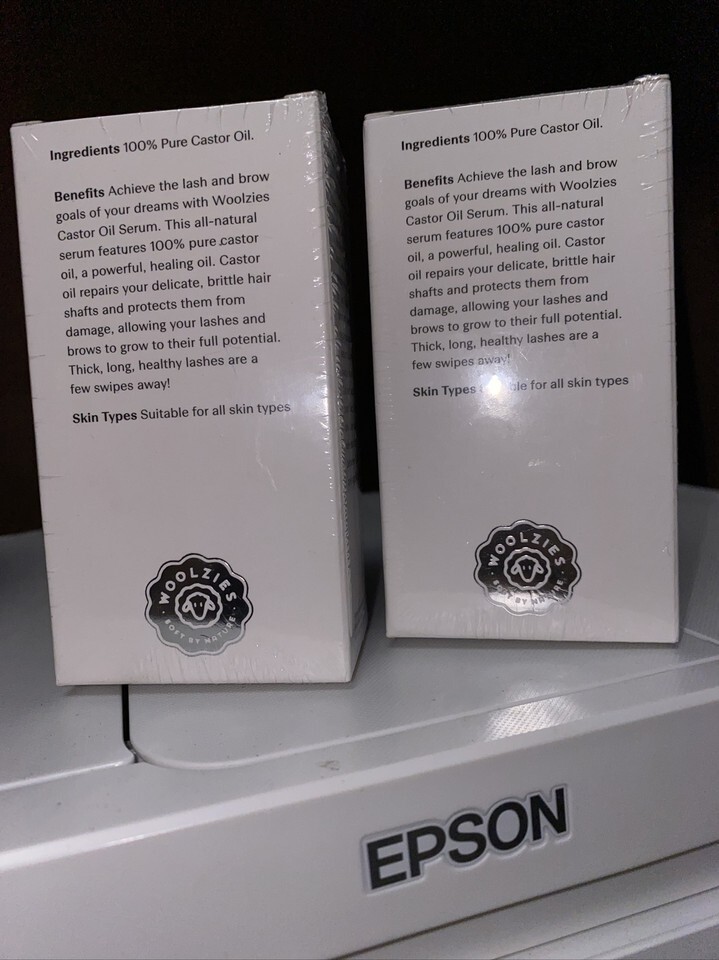 Ingredients 100% Pure Castor Oil.
Benefits Achieve the lash and brow
goals of your dreams with Woolzies
Castor Oil Serum. This all-natural
serum features 100% pure castor
oil, a powerful, healing oil. Castor
oil repairs your delicate, brittle hair
shafts and protects them from
damage, allowing your lashes and
brows to grow to their full potential.
Thick, long, healthy lashes are a
few swipes away!
Skin Types Suitable for all skin types
WOOLZIES
SOFT BY NATURE
Ingredients 100% Pure Castor Oil.
Benefits Achieve the lash and brow
goals of your dreams with Woolzies
Castor Oil Serum. This all-natural
serum features 100% pure castor
oil, a powerful, healing oil. Castor
oil repairs your delicate, brittle hair
shafts and protects them from
damage, allowing your lashes and
brows to grow to their full potential.
Thick, long, healthy lashes are a
few swipes away!
Skin Types for all skin types
WOOLZIES
SOFT BY NATURE
EPSON